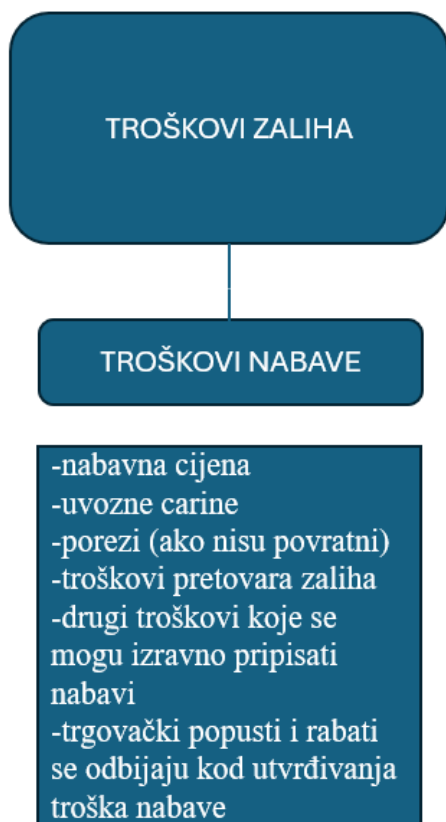 TROŠKOVI ZALIHA
TROŠKOVI NABAVE
-nabavna cijena
-uvozne carine
-porezi (ako nisu povratni)
-troškovi pretovara zaliha
-drugi troškovi koje se
mogu izravno pripisati
nabavi
-trgovački popusti i rabati
se odbijaju kod utvrđivanja
troška nabave